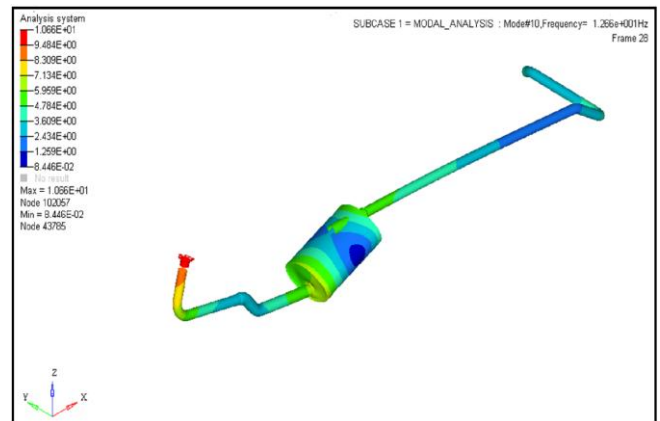 Analysis system
1.066E+01
9.484E+00
8.309E+00
7.134E+00
5.959E+00
4.784E+00
3.609E+00
2.434E+00
1.259E+00
8.446E-02
No result
Max = 1.066E+01
Node 102057
Min = 8.446E-02
Node 43785
SUBCASE 1 = MODAL_ANALYSIS : Mode#10,Frequency= 1.266e+001Hz
Frame 28
Z
Y
X